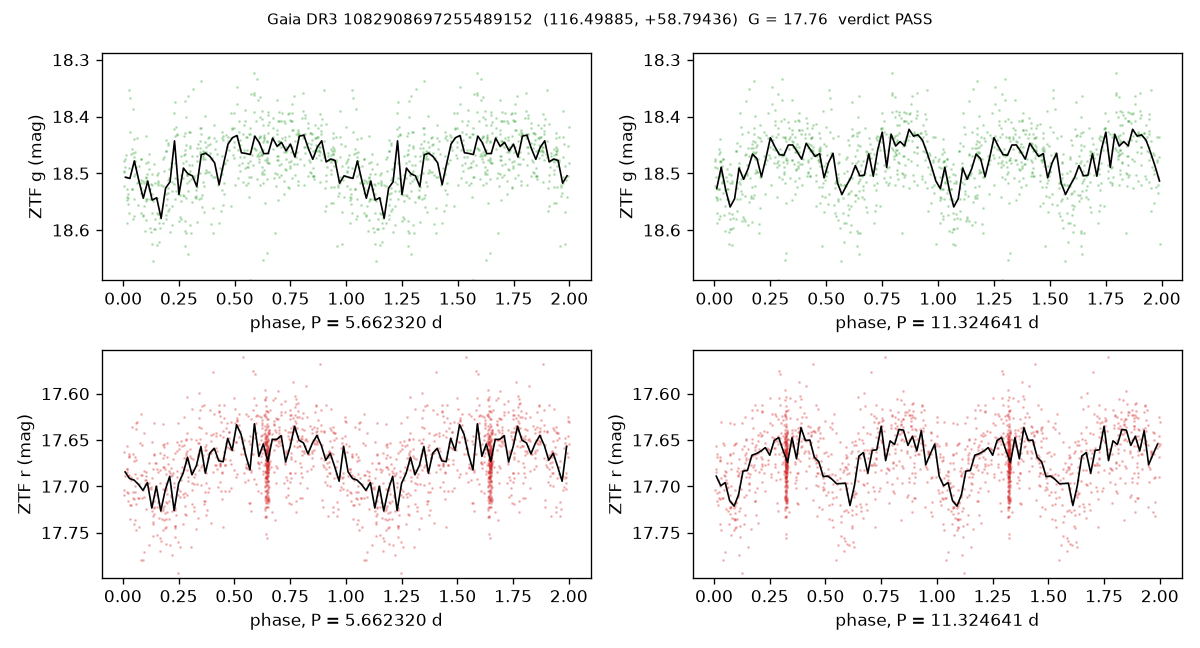 Gaia DR3 1082908697255489152 (116.49885, +58.79436) G = 17.76 verdict PASS
ZTF g (mag)
18.3
18.4
18.5
18.6
0.00 0.25 0.50 0.75 1.00 1.25 1.50 1.75 2.00
phase, P = 5.662320 d
ZTF g (mag)
18.3
18.4
18.5
18.6
0.00 0.25 0.50 0.75 1.00 1.25 1.50 1.75 2.00
phase, P = 11.324641 d
ZTF r (mag)
17.60
17.65
17.70
17.75
0.00 0.25 0.50 0.75 1.00 1.25 1.50 1.75 2.00
phase, P = 5.662320 d
ZTF r (mag)
17.60
17.65
17.70
17.75
0.00 0.25 0.50 0.75 1.00 1.25 1.50 1.75 2.00
phase, P = 11.324641 d